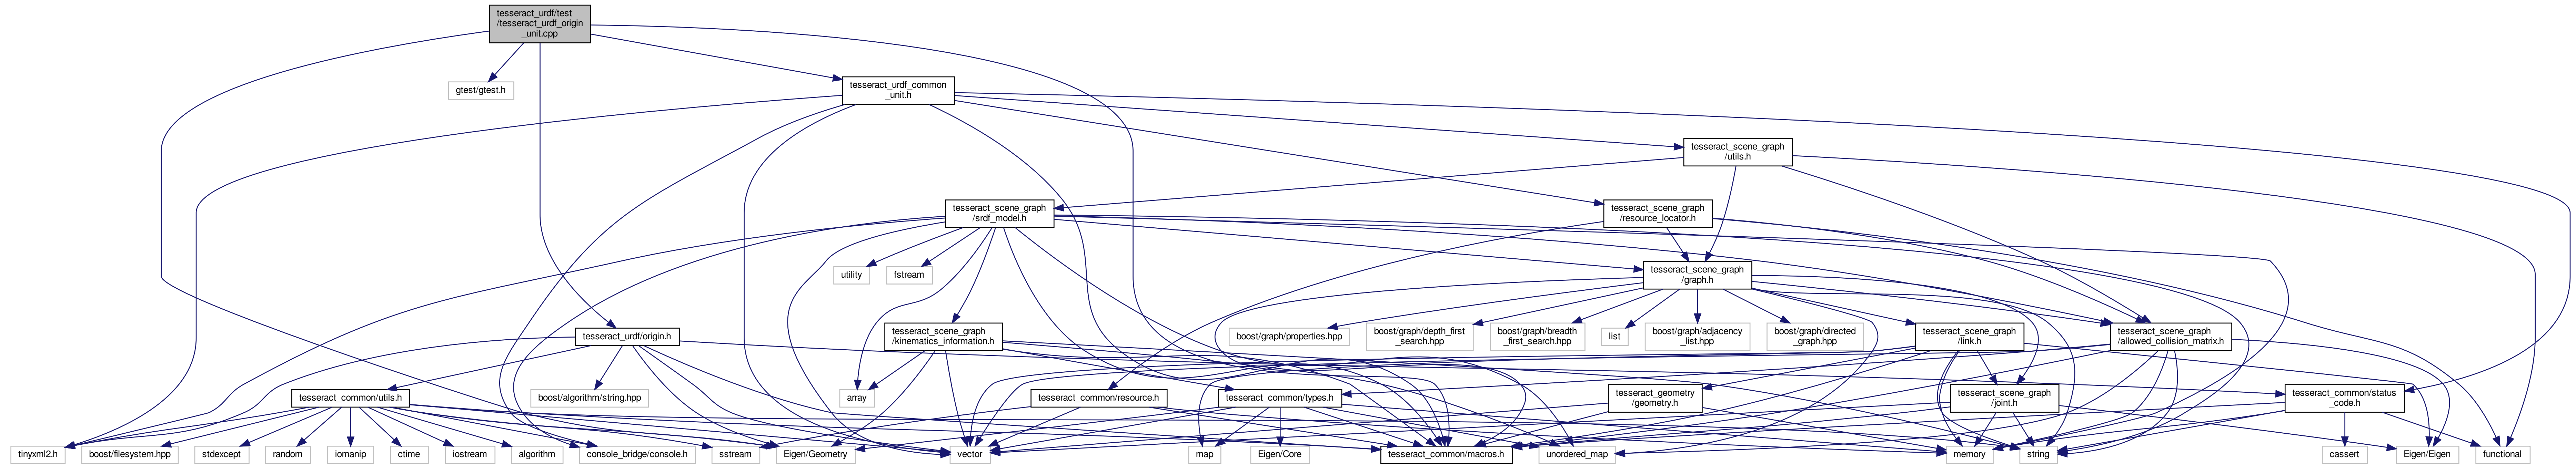 tesseract_urdf/test
/tesseract_urdf_origin
_unit.cpp
gtest/gtest.h
tesseract_urdf_common
_unit.h
tesseract_scene_graph
/utils.h
tesseract_scene_graph
/srdf_model.h
tesseract_scene_graph
/resource_locator.h
utility
fstream
tesseract_scene_graph
/graph.h
tesseract_urdf/origin.h
tesseract_scene_graph
/kinematics_information.h
boost/graph/properties.hpp
boost/graph/depth_first
_search.hpp
boost/graph/breadth
_first_search.hpp
list
boost/graph/adjacency
_list.hpp
boost/graph/directed
_graph.hpp
tesseract_scene_graph
/link.h
tesseract_scene_graph
/allowed_collision_matrix.h
tesseract_common/utils.h
boost/algorithm/string.hpp
array
tesseract_common/resource.h
tesseract_common/types.h
tesseract_geometry
/geometry.h
tesseract_scene_graph
/joint.h
tesseract_common/status
_code.h
tinyxml2.h
boost/filesystem.hpp
stdexcept
random
iomanip
ctime
iostream
algorithm
console_bridge/console.h
sstream
Eigen/Geometry
vector
map
Eigen/Core
tesseract_common/macros.h
unordered_map
memory
string
cassert
Eigen/Eigen
functional